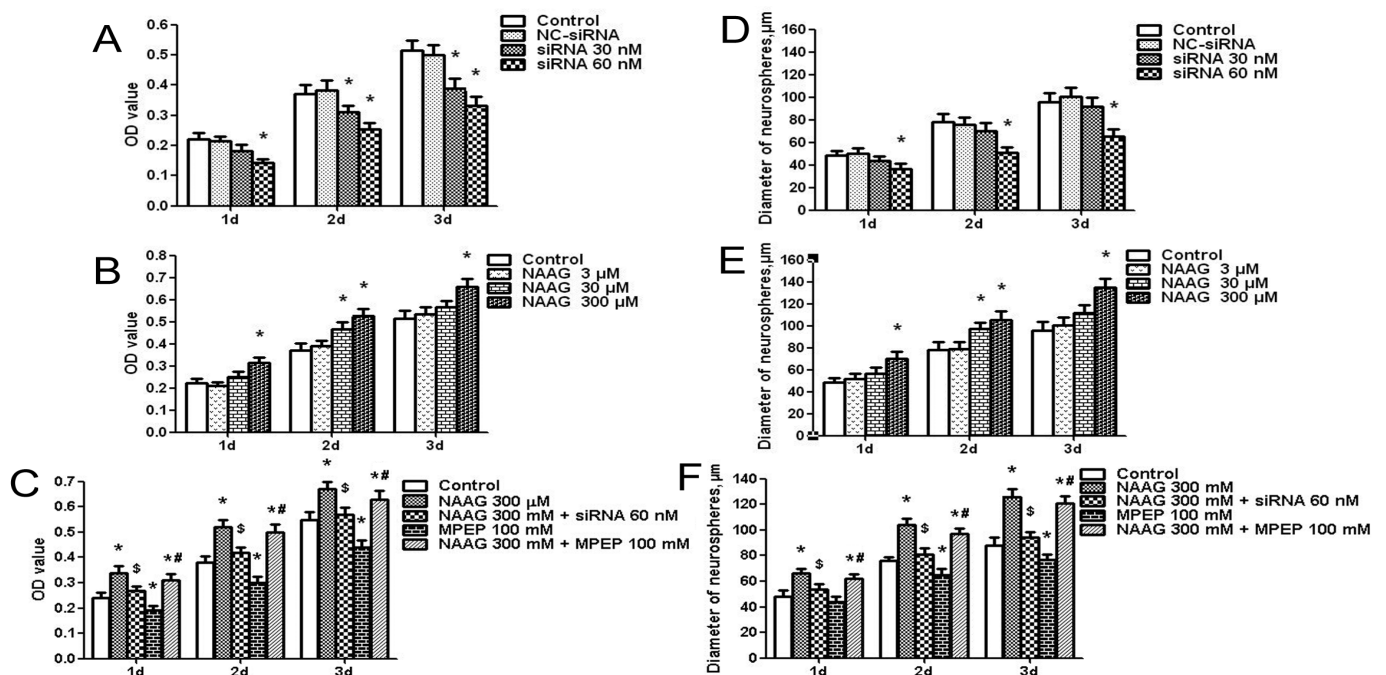 A
OD value
0.6
0.5
0.4
0.3
0.2
0.1
0.0
Control
NC-siRNA
siRNA 30 nM
siRNA 60 nM
*
* *
* *
1d 2d 3d
D
Diameter of neurospheres,µm
160
140
120
100
80
60
40
20
0
Control
NC-siRNA
siRNA 30 nM
siRNA 60 nM
*
*
*
1d 2d 3d
B
OD value
0.8
0.7
0.6
0.5
0.4
0.3
0.2
0.1
0.0
Control
NAAG 3 µM
NAAG 30 µM
NAAG 300 µM
*
* *
*
1d 2d 3d
E
Diameter of neurospheres,µm
160
140
120
100
80
60
40
20
0
Control
NAAG 3 µM
NAAG 30 µM
NAAG 300 µM
*
* *
*
1d 2d 3d
C
OD value
0.7
0.6
0.5
0.4
0.3
0.2
0.1
0.0
Control
NAAG 300 µM
NAAG 300 mM + siRNA 60 nM
MPEP 100 mM
NAAG 300 mM + MPEP 100 mM
* $ * *#
* $ * *#
* $ * *#
1d 2d 3d
F
Diameter of neurospheres,µm
140
120
100
80
60
40
20
0
Control
NAAG 300 mM
NAAG 300 mM + siRNA 60 nM
MPEP 100 mM
NAAG 300 mM + MPEP 100 mM
* $ *#
* $ * *#
* $ * *#
1d 2d 3d